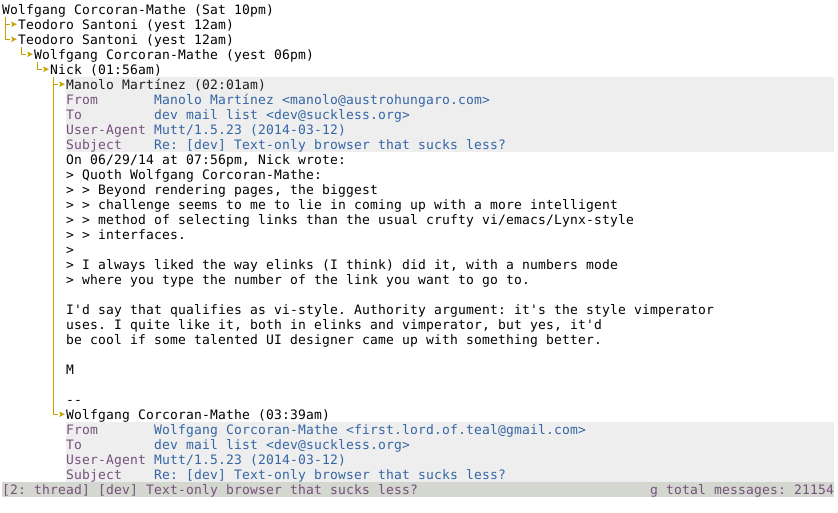 Wolfgang Corcoran-Mathe (Sat 10pm)
Teodoro Santoni (yest 12am)
Teodoro Santoni (yest 12am)
Wolfgang Corcoran-Mathe (yest 06pm)
Nick (01:56am)
Manolo Martínez (02:01am)
From Manolo Martínez <manolo@austrohungaro.com>
To dev mail list <dev@suckless.org>
User-Agent Mutt/1.5.23 (2014-03-12)
Subject Re: [dev] Text-only browser that sucks less?
On 06/29/14 at 07:56pm, Nick wrote:
> Quoth Wolfgang Corcoran-Mathe:
> > Beyond rendering pages, the biggest
> > challenge seems to me to lie in coming up with a more intelligent
> > method of selecting links than the usual crufty vi/emacs/Lynx-style
> > interfaces.
>
> I always liked the way elinks (I think) did it, with a numbers mode
> where you type the number of the link you want to go to.
I'd say that qualifies as vi-style. Authority argument: it's the style vimperator
uses. I quite like it, both in elinks and vimperator, but yes, it'd
be cool if some talented UI designer came up with something better.
M
--
Wolfgang Corcoran-Mathe (03:39am)
From Wolfgang Corcoran-Mathe <first.lord.of.teal@gmail.com>
To dev mail list <dev@suckless.org>
User-Agent Mutt/1.5.23 (2014-03-12)
Subject Re: [dev] Text-only browser that sucks less?
[2: thread] [dev] Text-only browser that sucks less? g total messages: 21154